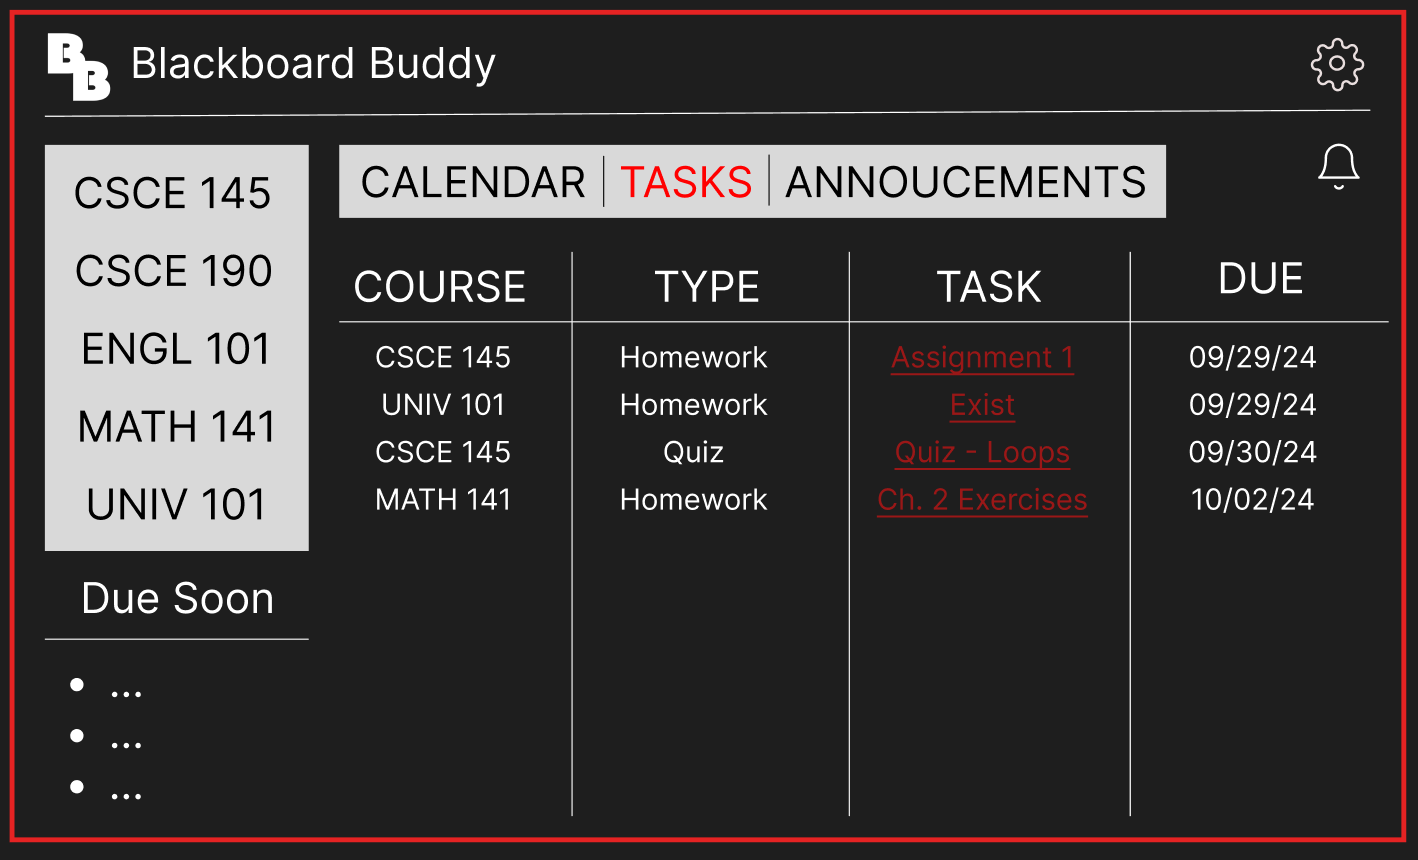 BB Blackboard Buddy
CSCE 145
CSCE 190
ENGL 101
MATH 141
UNIV 101
Due Soon
• ...
• ...
• ...
CALENDAR | TASKS | ANNOUCEMENTS
COURSE TYPE TASK DUE
CSCE 145 Homework Assignment 1 09/29/24
UNIV 101 Homework Exist 09/29/24
CSCE 145 Quiz Quiz - Loops 09/30/24
MATH 141 Homework Ch. 2 Exercises 10/02/24